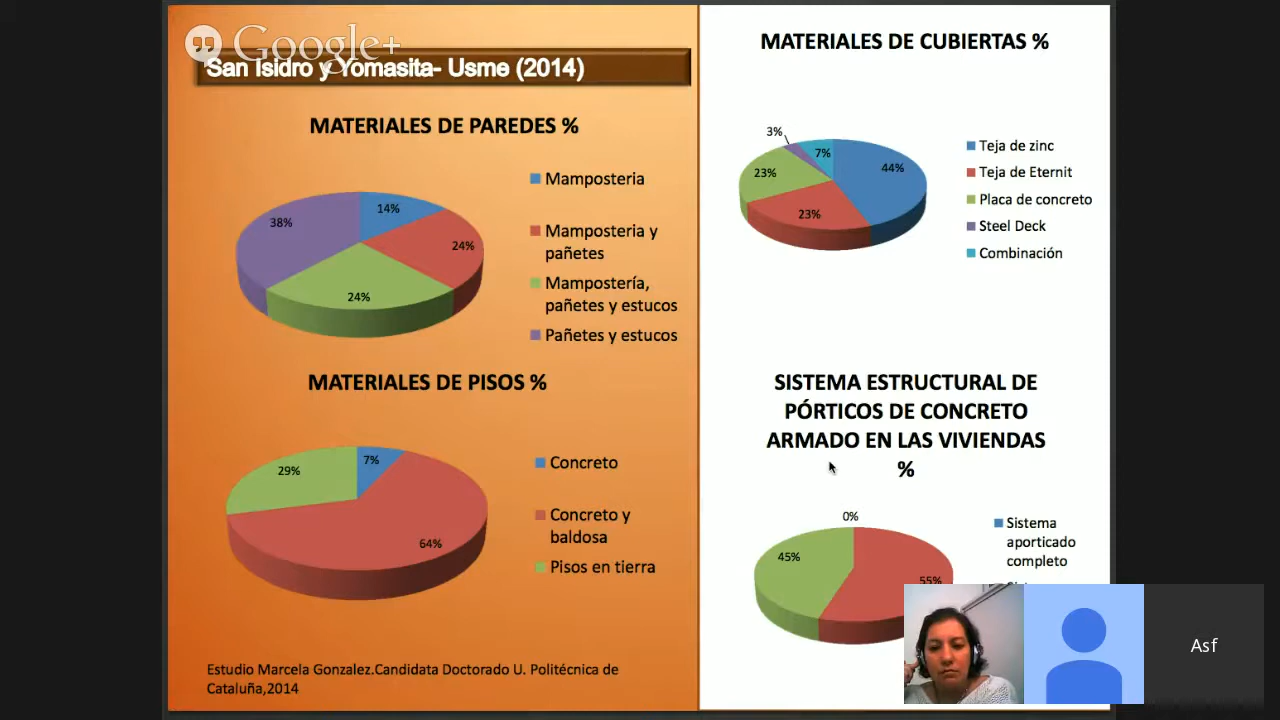 Google+
San Isidro y Yomasita- Usme (2014)
MATERIALES DE PAREDES %
14%
24%
24%
38%
Mamposteria
Mamposteria y
pañetes
Mampostería,
pañetes y estucos
Pañetes y estucos
MATERIALES DE PISOS %
7%
64%
29%
Concreto
Concreto y
baldosa
Pisos en tierra
Estudio Marcela Gonzalez.Candidata Doctorado U. Politécnica de
Cataluña,2014
MATERIALES DE CUBIERTAS %
3%
7%
44%
23%
23%
Teja de zinc
Teja de Eternit
Placa de concreto
Steel Deck
Combinación
SISTEMA ESTRUCTURAL DE
PÓRTICOS DE CONCRETO
ARMADO EN LAS VIVIENDAS
%
0%
45%
55%
Sistema
aporticado
completo
Asf